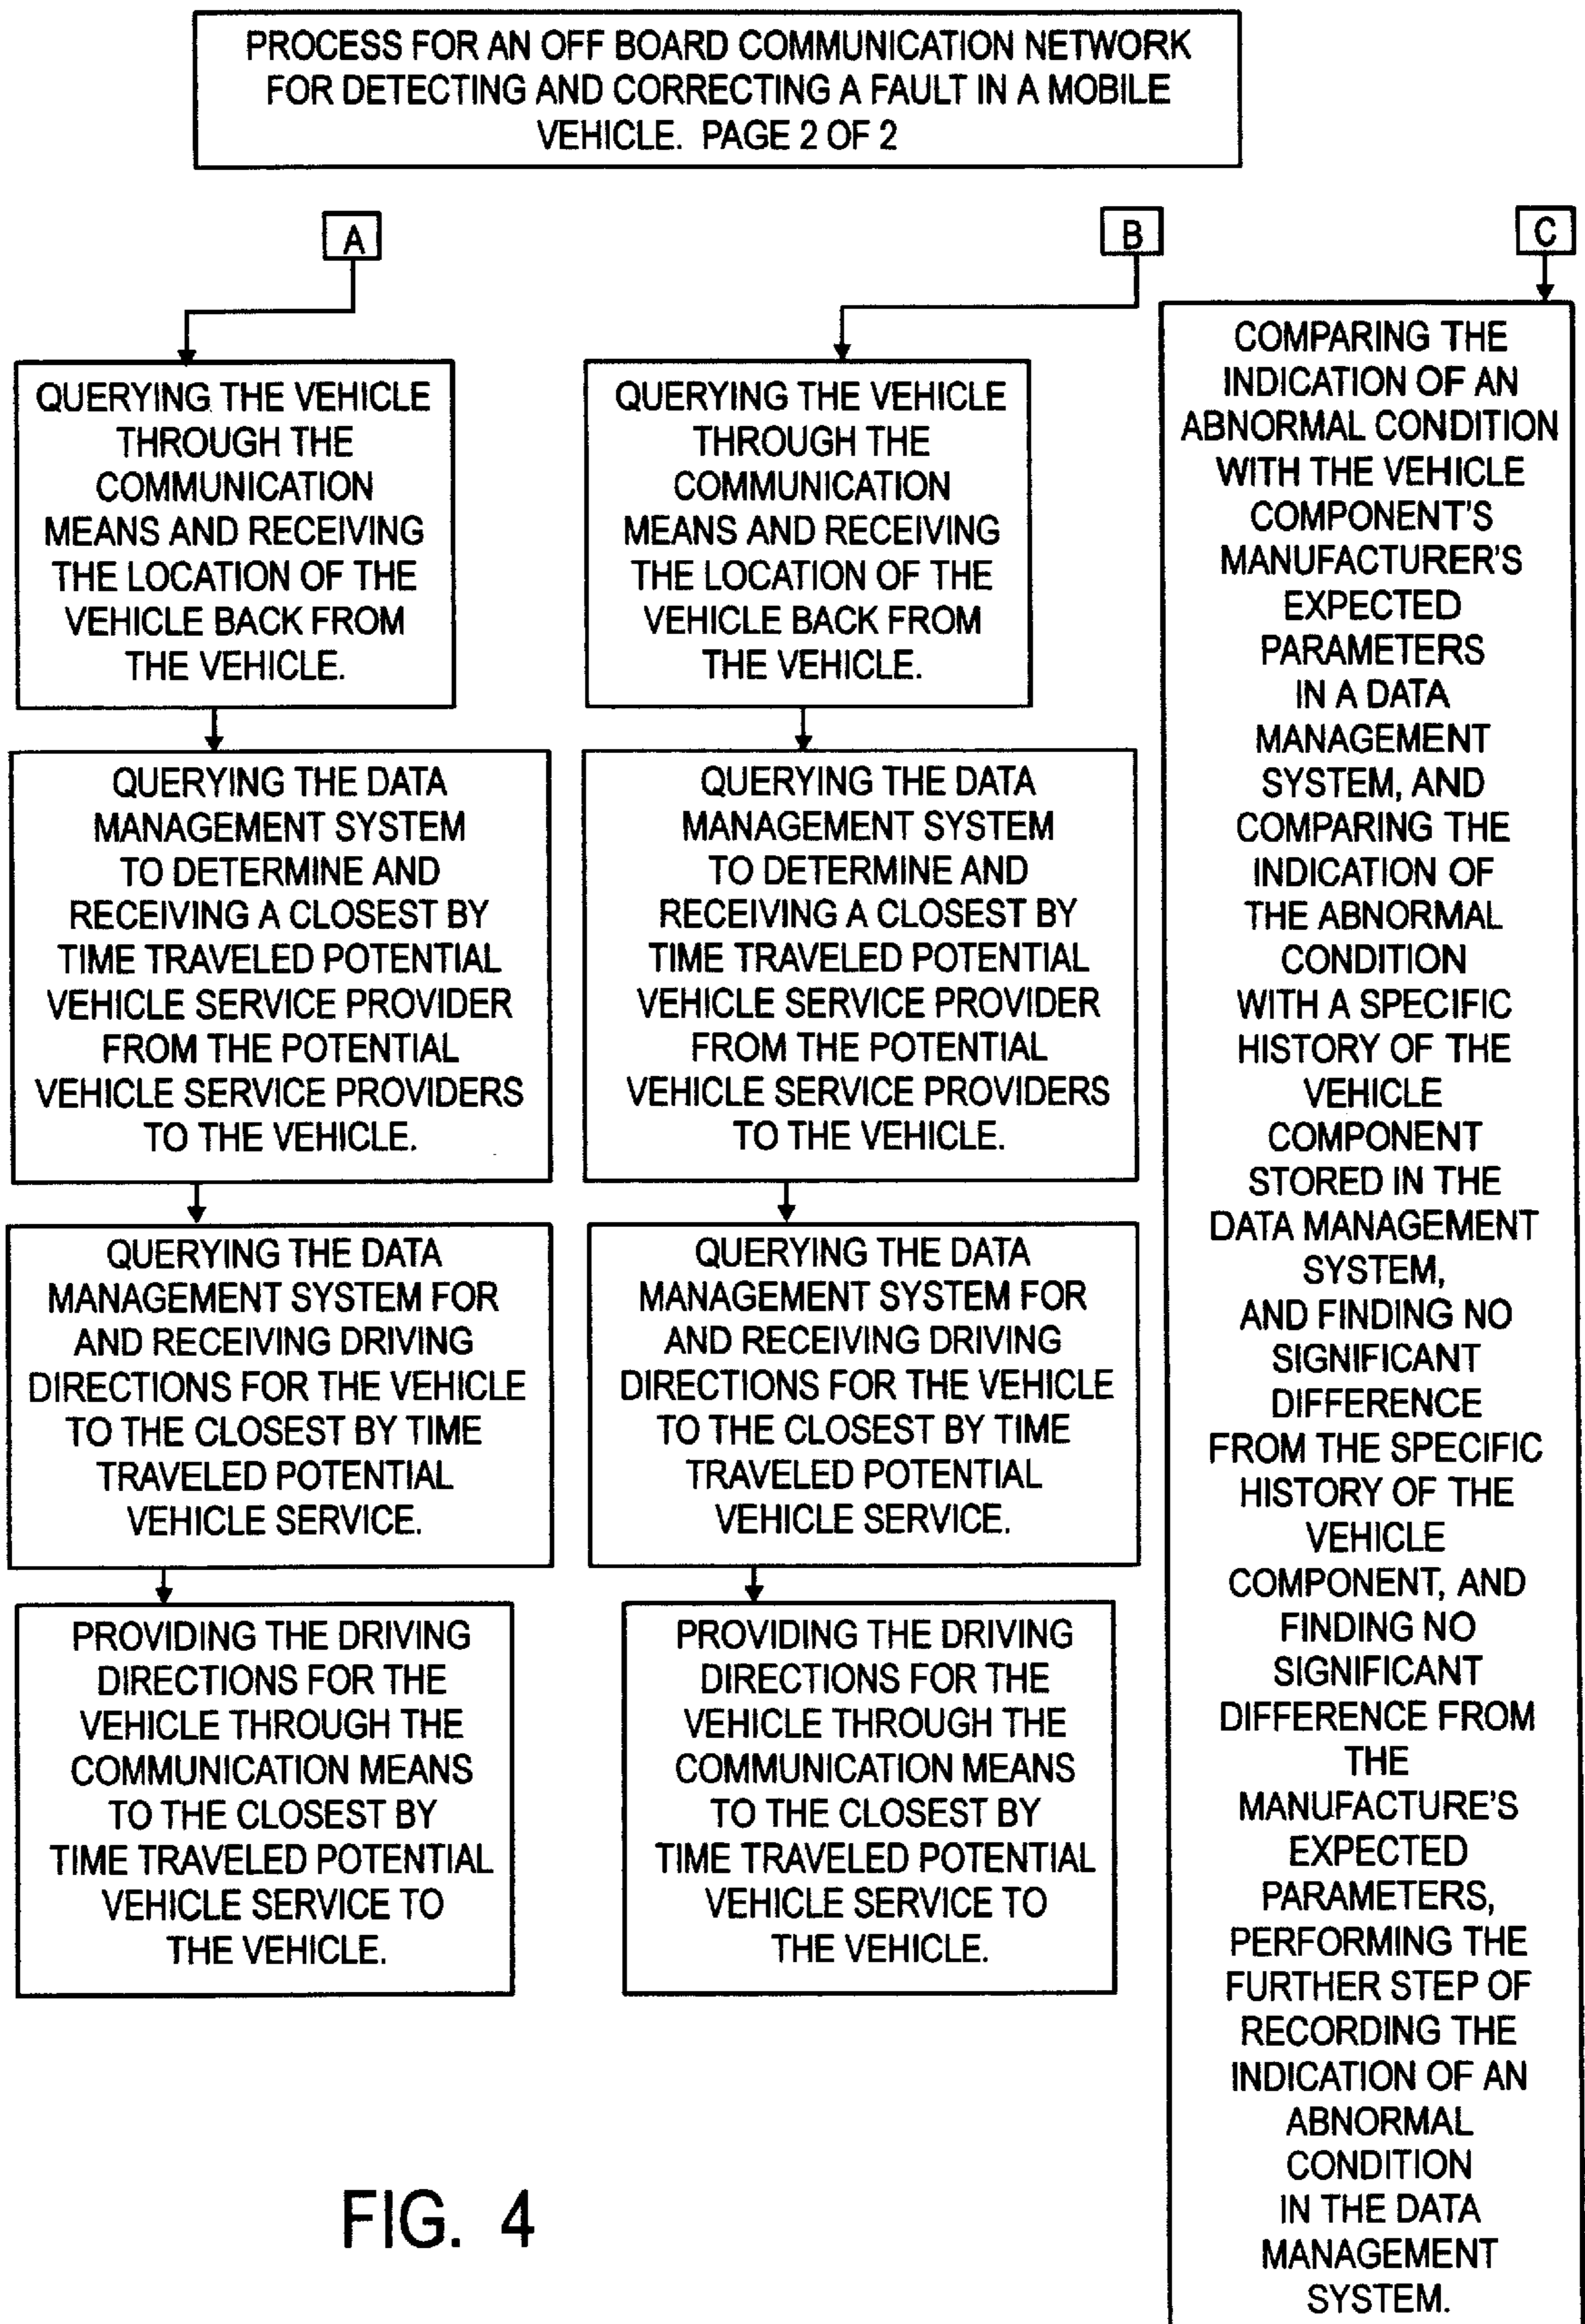 PROCESS FOR AN OFF BOARD COMMUNICATION NETWORK
FOR DETECTING AND CORRECTING A FAULT IN A MOBILE
VEHICLE. PAGE 2 OF 2
A
QUERYING THE VEHICLE
THROUGH THE
COMMUNICATION
MEANS AND RECEIVING
THE LOCATION OF THE
VEHICLE BACK FROM
THE VEHICLE.
QUERYING THE DATA
MANAGEMENT SYSTEM
TO DETERMINE AND
RECEIVING A CLOSEST BY
TIME TRAVELED POTENTIAL
VEHICLE SERVICE PROVIDER
FROM THE POTENTIAL
VEHICLE SERVICE PROVIDERS
TO THE VEHICLE.
QUERYING THE DATA
MANAGEMENT SYSTEM FOR
AND RECEIVING DRIVING
DIRECTIONS FOR THE VEHICLE
TO THE CLOSEST BY TIME
TRAVELED POTENTIAL
VEHICLE SERVICE.
PROVIDING THE DRIVING
DIRECTIONS FOR THE
VEHICLE THROUGH THE
COMMUNICATION MEANS
TO THE CLOSEST BY
TIME TRAVELED POTENTIAL
VEHICLE SERVICE TO
THE VEHICLE.
B
QUERYING THE VEHICLE
THROUGH THE
COMMUNICATION
MEANS AND RECEIVING
THE LOCATION OF THE
VEHICLE BACK FROM
THE VEHICLE.
QUERYING THE DATA
MANAGEMENT SYSTEM
TO DETERMINE AND
RECEIVING A CLOSEST BY
TIME TRAVELED POTENTIAL
VEHICLE SERVICE PROVIDER
FROM THE POTENTIAL
VEHICLE SERVICE PROVIDERS
TO THE VEHICLE.
QUERYING THE DATA
MANAGEMENT SYSTEM FOR
AND RECEIVING DRIVING
DIRECTIONS FOR THE VEHICLE
TO THE CLOSEST BY TIME
TRAVELED POTENTIAL
VEHICLE SERVICE.
PROVIDING THE DRIVING
DIRECTIONS FOR THE
VEHICLE THROUGH THE
COMMUNICATION MEANS
TO THE CLOSEST BY
TIME TRAVELED POTENTIAL
VEHICLE SERVICE TO
THE VEHICLE.
C
COMPARING THE
INDICATION OF AN
ABNORMAL CONDITION
WITH THE VEHICLE
COMPONENT'S
MANUFACTURER'S
EXPECTED
PARAMETERS
IN A DATA
MANAGEMENT
SYSTEM, AND
COMPARING THE
INDICATION OF
THE ABNORMAL
CONDITION
WITH A SPECIFIC
HISTORY OF THE
VEHICLE
COMPONENT
STORED IN THE
DATA MANAGEMENT
SYSTEM,
AND FINDING NO
SIGNIFICANT
DIFFERENCE
FROM THE SPECIFIC
HISTORY OF THE
VEHICLE
COMPONENT, AND
FINDING NO
SIGNIFICANT
DIFFERENCE FROM
THE
MANUFACTURE'S
EXPECTED
PARAMETERS,
PERFORMING THE
FURTHER STEP OF
RECORDING THE
INDICATION OF AN
ABNORMAL
CONDITION
IN THE DATA
MANAGEMENT
SYSTEM.
FIG. 4